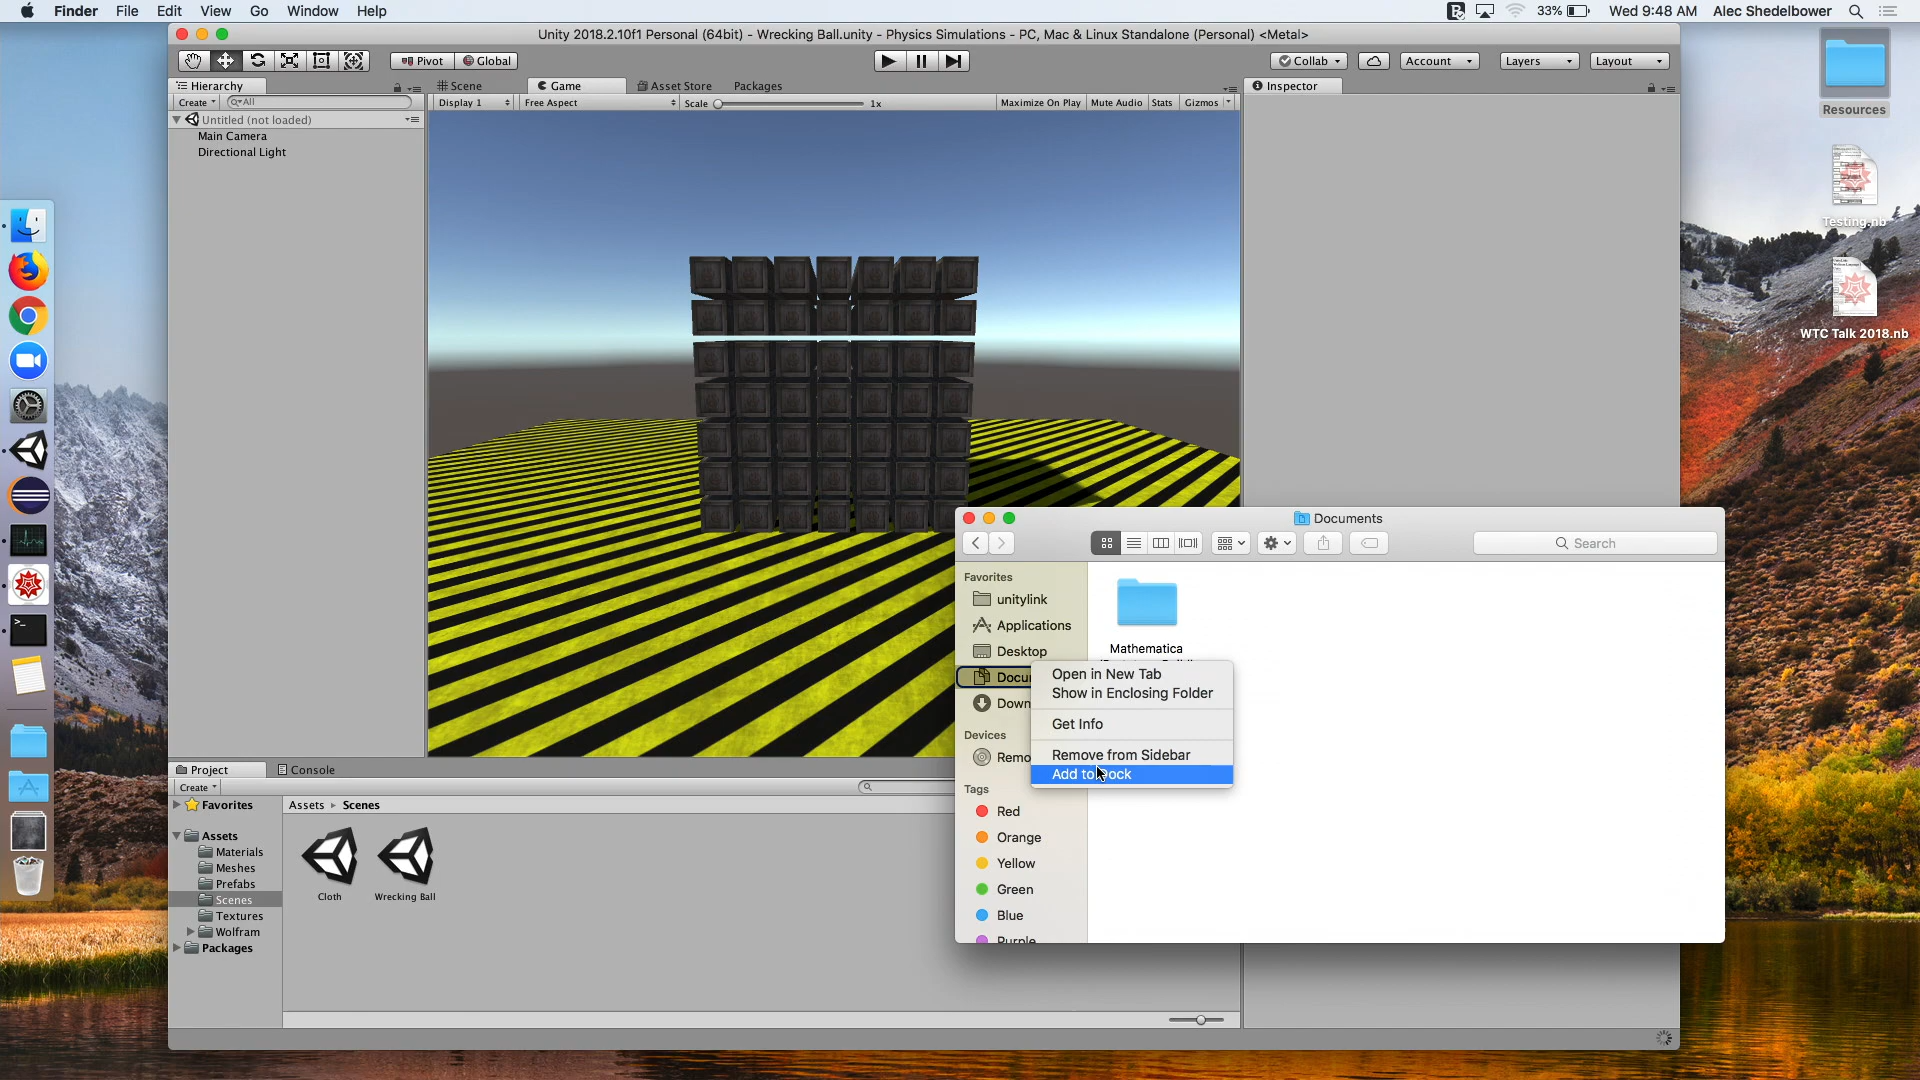 Finder File Edit View Go Window Help
33% Wed 9:48 AM Alec Shedelbower
Unity 2018.2.10f1 Personal (64bit) - Wrecking Ball.unity - Physics Simulations - PC, Mac & Linux Standalone (Personal) <Metal>
Pivot Global Collab Account Layers Layout
Hierarchy Scene Game Asset Store Packages Inspector
Create All Display 1 Free Aspect Scale 1x Maximize On Play Mute Audio Stats Gizmos
Untitled (not loaded)
Main Camera
Directional Light
Resources
Testing.nb
WTC Talk 2018.nb
Documents
Search
Favorites
unitylink
Applications
Desktop
Docu
Down
Devices
Remo
Tags
Red
Orange
Yellow
Green
Blue
Purple
Mathematica
Open in New Tab
Show in Enclosing Folder
Get Info
Remove from Sidebar
Add to Dock
Project Console
Create
Favorites
Assets
Materials
Meshes
Prefabs
Scenes
Textures
Wolfram
Packages
Assets Scenes
Cloth
Wrecking Ball